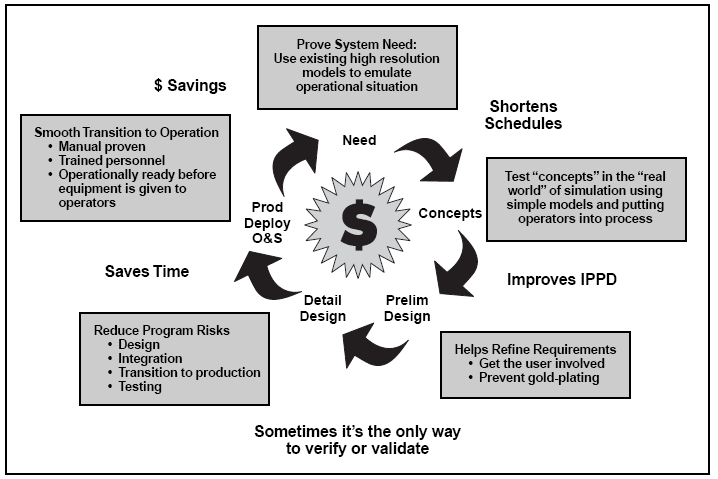 Prove System Need:
Use existing high resolution
models to emulate
operational situation
$ Savings
Shortens
Schedules
Smooth Transition to Operation
• Manual proven
• Trained personnel
• Operationally ready before
equipment is given to
operators
Need
Test “concepts” in the “real
world” of simulation using
simple models and putting
operators into process
Prod
Deploy
O&S
$
Concepts
Saves Time
Improves IPPD
Detail
Design
Prelim
Design
Reduce Program Risks
• Design
• Integration
• Transition to production
• Testing
Helps Refine Requirements
• Get the user involved
• Prevent gold-plating
Sometimes it’s the only way
to verify or validate